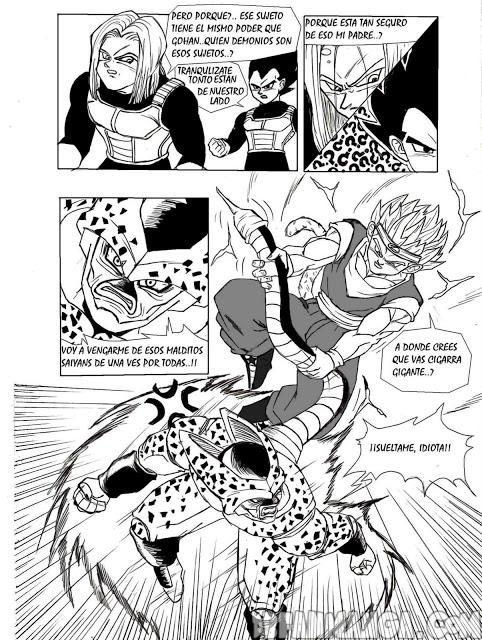 PERO PORQUE?.. ESE SUJETO
TIENE EL MISMO PODER QUE
GOHAN..QUIEN DEMONIOS SON
ESOS SUJETOS..?
TRANQULIZATE
TONTO ESTAN
DE NUESTRO
LADO
PORQUE ESTA TAN SEGURO
DE ESO MI PADRE..?
VOY A VENGARME DE ESOS MALDITOS
SAIYANS DE UNA VES POR TODAS..!!
A DONDE CREES
QUE VAS CIGARRA
GIGANTE..?
¡¡SUELTAME, IDIOTA!!